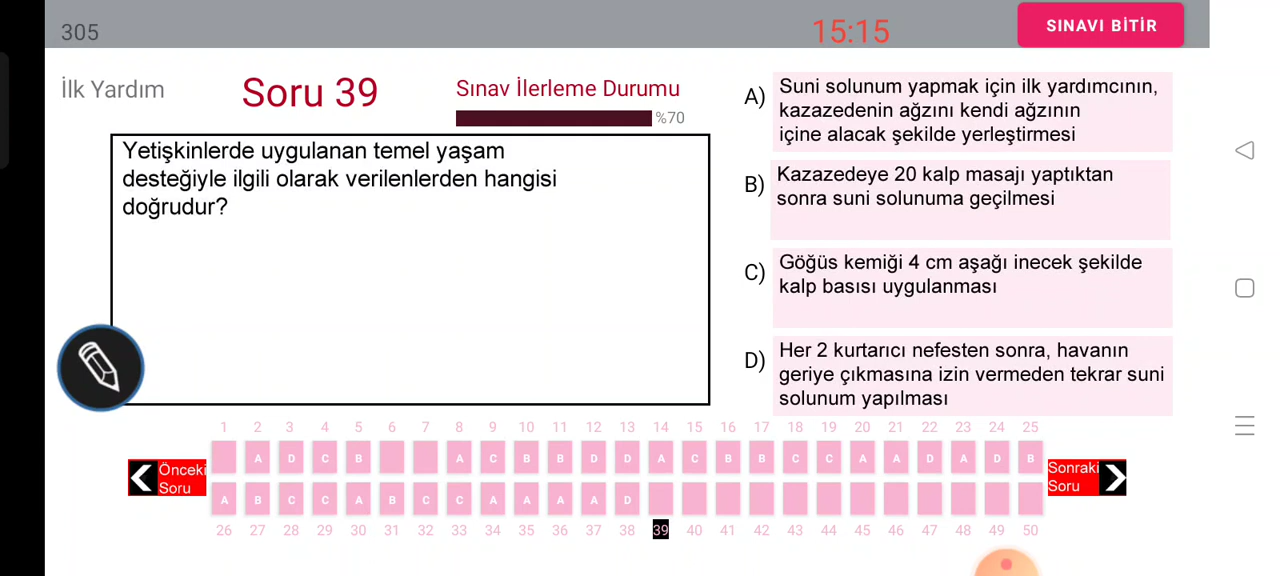 305
15:15
SINAVI BİTİR
İlk Yardım
Soru 39
Sınav İlerleme Durumu
%70
Yetişkinlerde uygulanan temel yaşam
desteğiyle ilgili olarak verilenlerden hangisi
doğrudur?
A)
Suni solunum yapmak için ilk yardımcının,
kazazedenin ağzını kendi ağzının
içine alacak şekilde yerleştirmesi
B)
Kazazedeye 20 kalp masajı yaptıktan
sonra suni solunuma geçilmesi
C)
Göğüs kemiği 4 cm aşağı inecek şekilde
kalp basısı uygulanması
D)
Her 2 kurtarıcı nefesten sonra, havanın
geriye çıkmasına izin vermeden tekrar suni
solunum yapılması
1 2 3 4 5 6 7 8 9 10 11 12 13 14 15 16 17 18 19 20 21 22 23 24 25
A D C B A C B B D D A C B B C C A A D A D B
Önceki
Soru
Sonraki
Soru
A B C C A B C C A A A A D
26 27 28 29 30 31 32 33 34 35 36 37 38 39 40 41 42 43 44 45 46 47 48 49 50